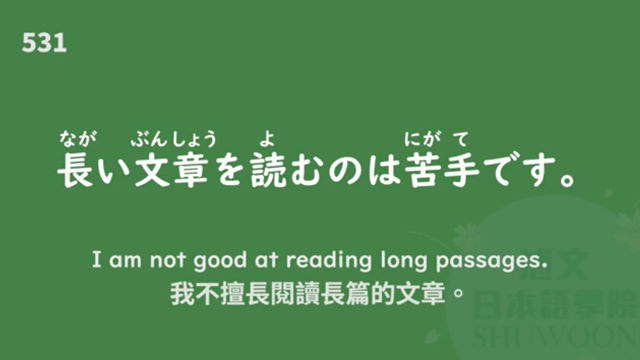 531
なが ぶんしょう よ にが て
長い文章を読むのは苦手です。
I am not good at reading long passages.
我不擅長閱讀長篇的文章。
旭文
日本語學院
SHUWOON